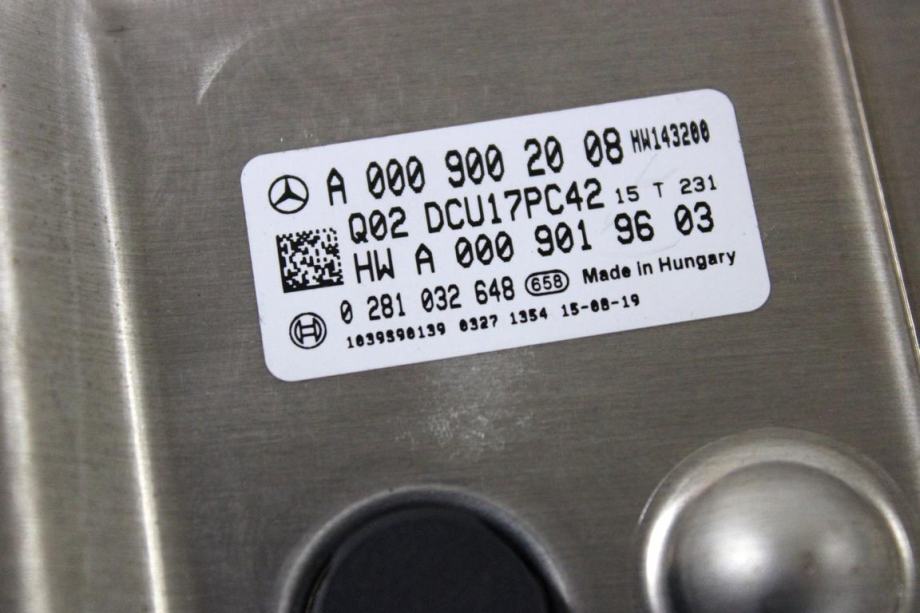 A 000 900 20 08 HW143200
Q02 DCU17PC42 15 T 231
HW A 000 901 96 03
0 281 032 648 658 Made in Hungary
1039S90139 0327 1354 15-08-19